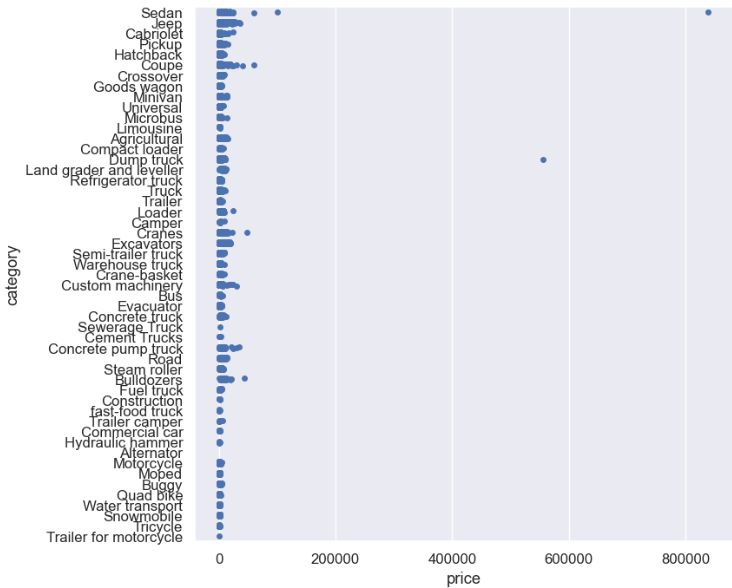 category
Sedan
Jeep
Cabriolet
Pickup
Hatchback
Coupe
Crossover
Goods wagon
Minivan
Universal
Microbus
Limousine
Agricultural
Compact loader
Dump truck
Land grader and leveller
Refrigerator truck
Truck
Trailer
Loader
Camper
Cranes
Excavators
Semi-trailer truck
Warehouse truck
Crane-basket
Custom machinery
Bus
Evacuator
Concrete truck
Sewerage Truck
Cement Trucks
Concrete pump truck
Road
Steam roller
Bulldozers
Fuel truck
Construction
fast-food truck
Trailer camper
Commercial car
Hydraulic hammer
Alternator
Motorcycle
Moped
Buggy
Quad bike
Water transport
Snowmobile
Tricycle
Trailer for motorcycle
0 200000 400000 600000 800000
price